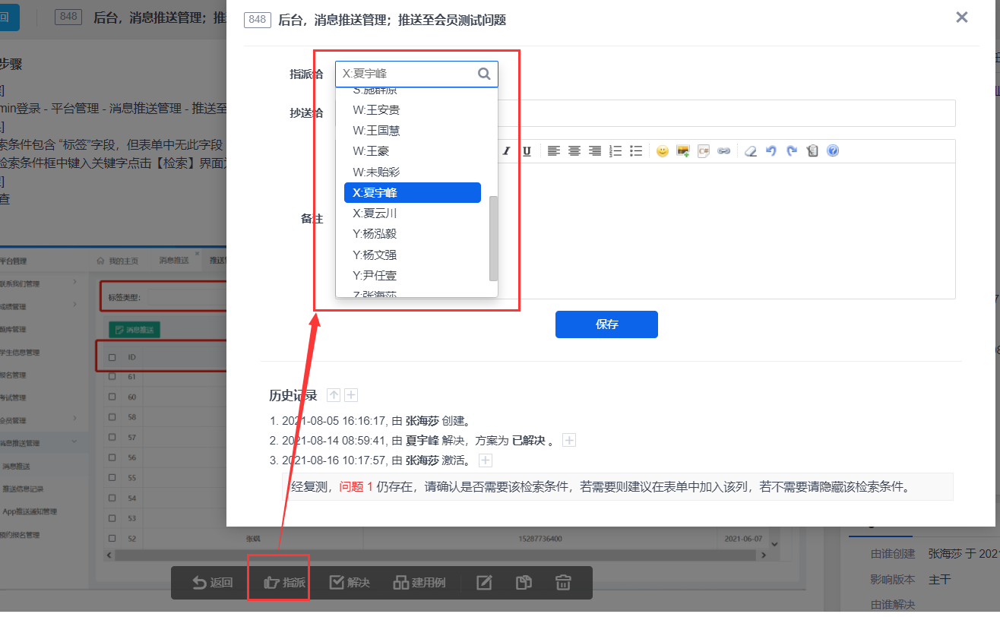 回
848 后台，消息推送管理；推
步骤
min登录 - 平台管理 - 消息推送管理 - 推送至
索条件包含 “标签”字段，但表单中无此字段
检索条件框中键入关键字点击【检索】界面
查
平台管理
我的主页
消息推送
推送
联系我们管理
成绩管理
题库管理
学生信息管理
报名管理
考试管理
会员管理
消息推送管理
消息推送
推送信息记录
App推送通知管理
预约报名管理
标签类型:
消息推送
ID
61
60
58
57
56
55
54
53
52 张飒 15287736400 2021-06-07
848 后台，消息推送管理；推送至会员测试问题
指派给
X:夏宇峰
S:施群原
W:王安贵
W:王国慧
W:王豪
W:未贻彩
X:夏宇峰
X:夏云川
Y:杨泓毅
Y:杨文强
Y:尹任壹
Z:张海莎
抄送给
I U
C#
备注
保存
历史记录
1. 2021-08-05 16:16:17, 由 张海莎 创建。
2. 2021-08-14 08:59:41, 由 夏宇峰 解决，方案为 已解决 。
3. 2021-08-16 10:17:57, 由 张海莎 激活。
经复测，问题 1 仍存在，请确认是否需要该检索条件，若需要则建议在表单中加入该列，若不需要请隐藏该检索条件。
返回 指派 解决 建用例
由谁创建 张海莎 于 2021
影响版本 主干
由谁解决